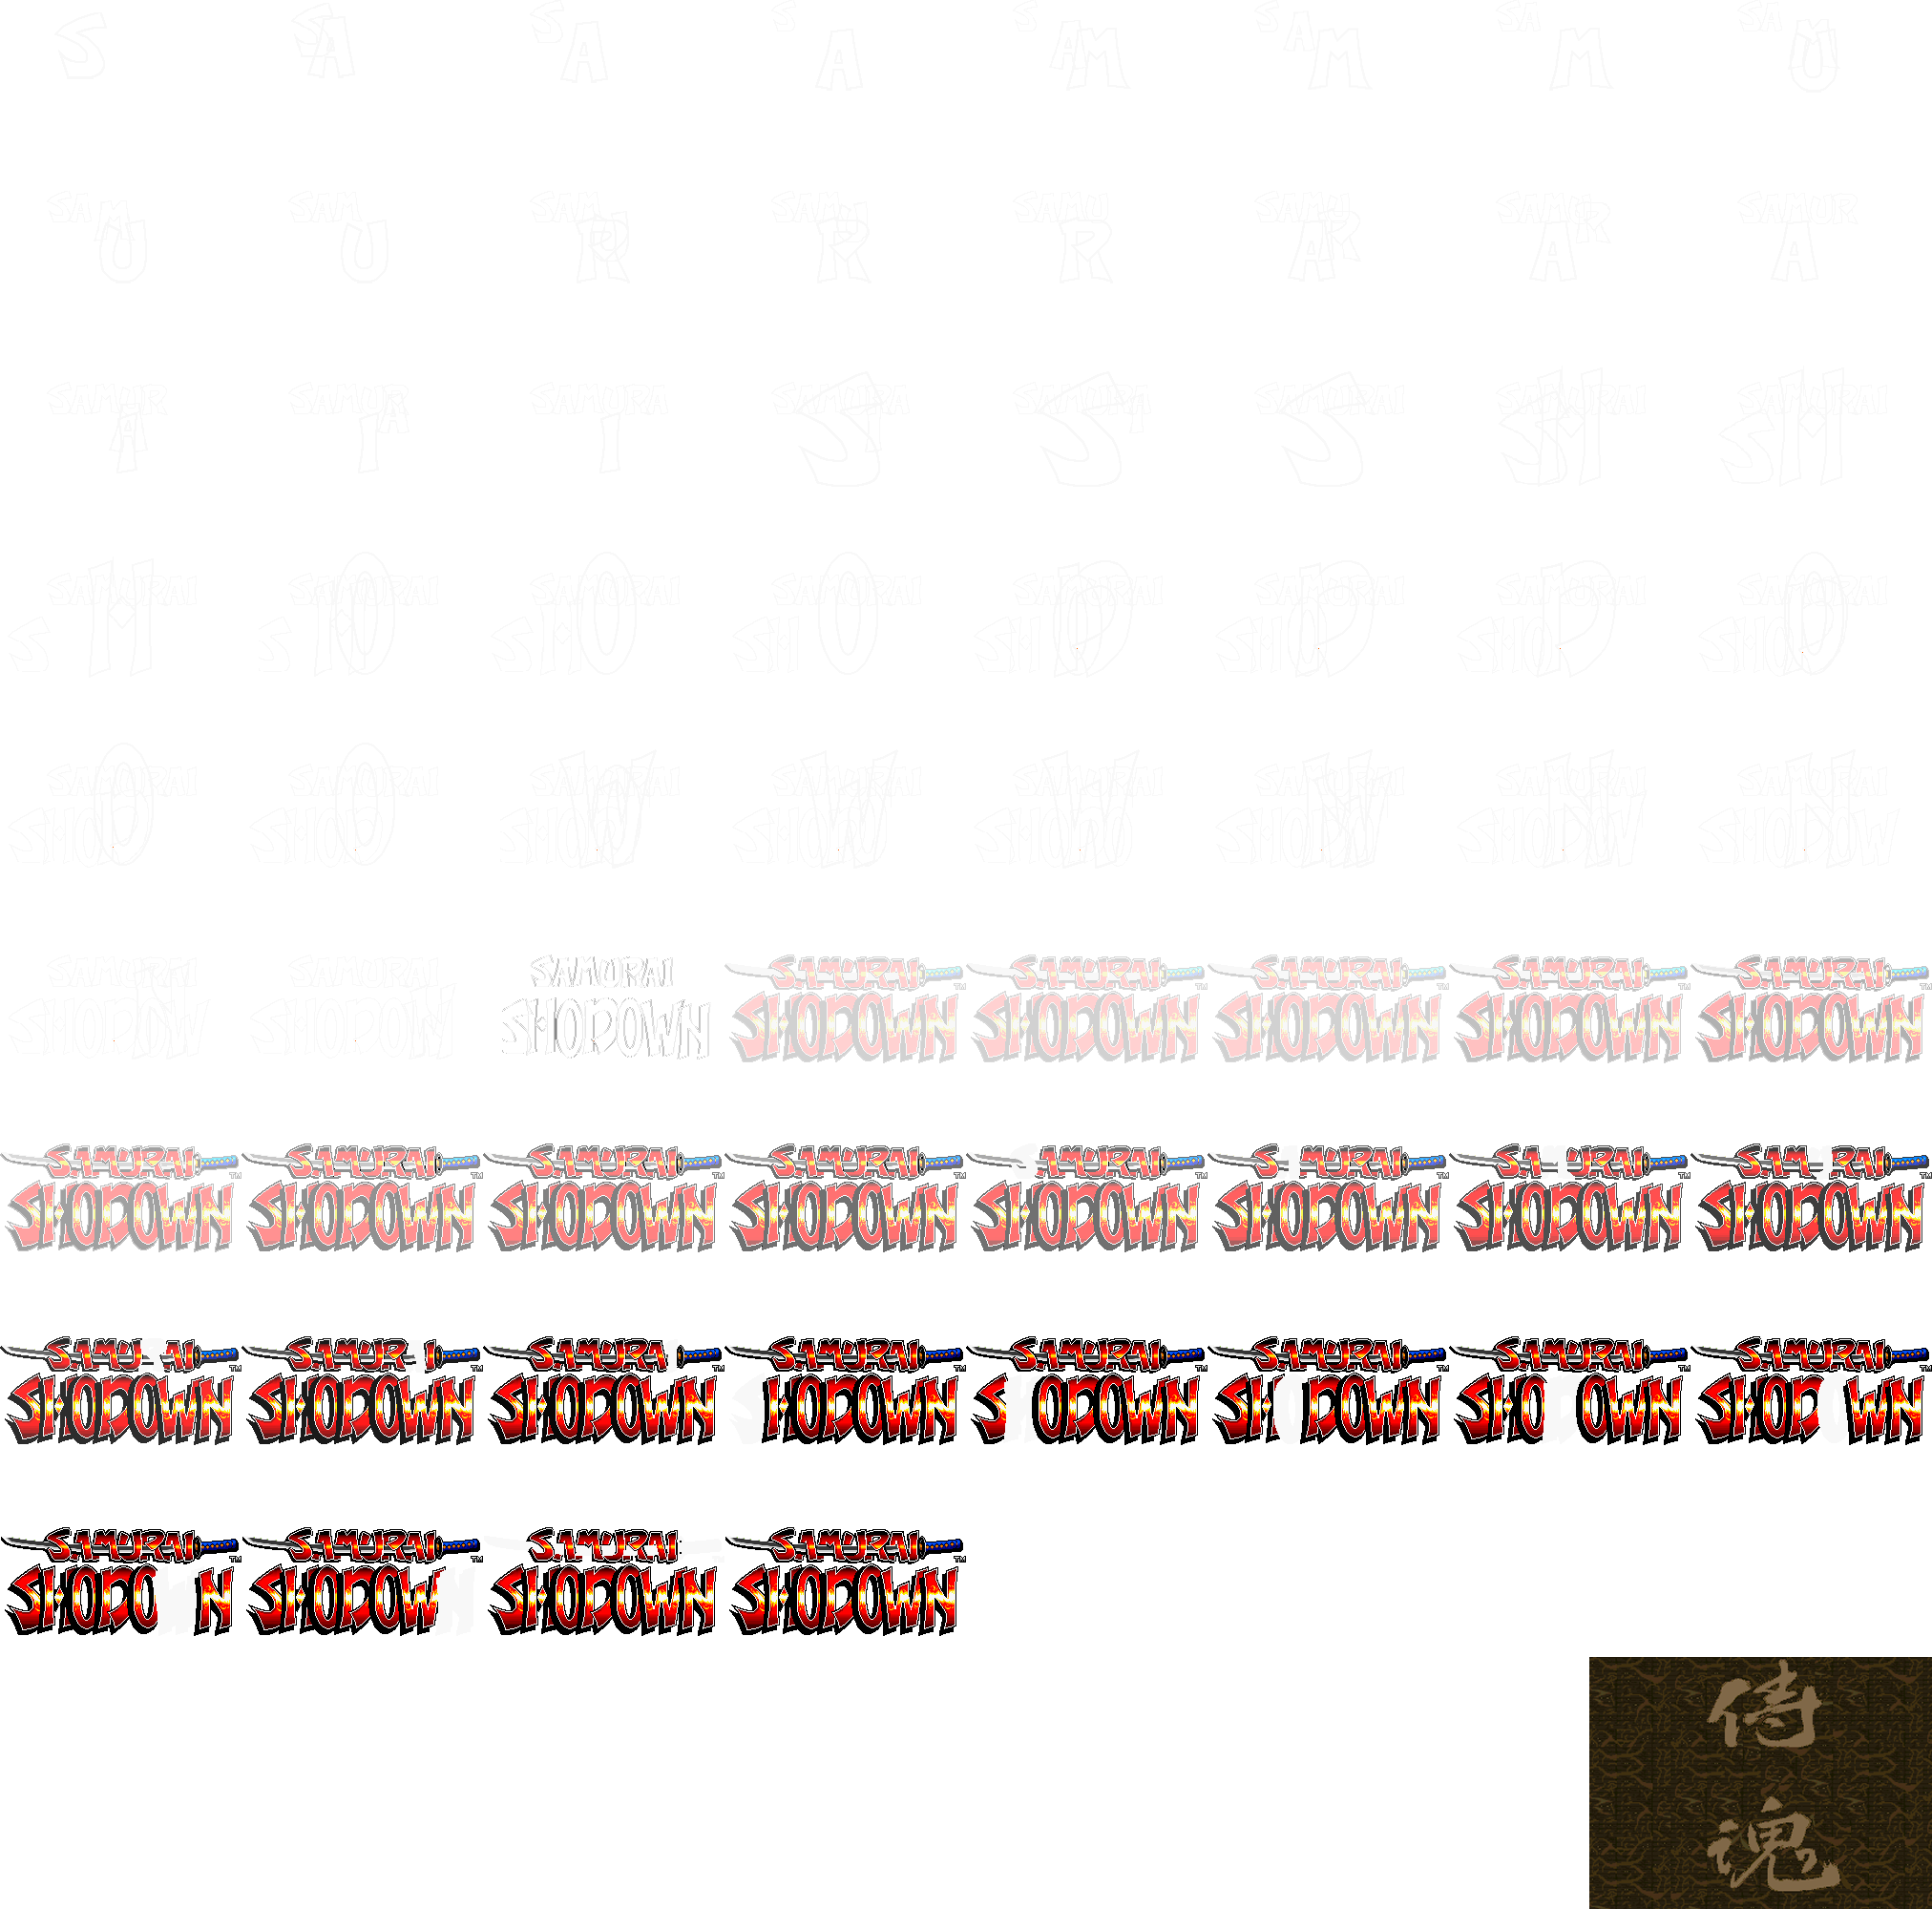 S SA SA SA SAM SAM SAM SAMU
SAMU SAMU SAMUR SAMUR SAMUR SAMURA SAMURA SAMURA
SAMURAI SAMURAI SAMURAI SAMURAI SAMURAI SAMURAI SAMURAI SAMURAI
S S S SH SH
SAMURAI SAMURAI SAMURAI SAMURAI SAMURAI SAMURAI SAMURAI SAMURAI
SH SHO SHO SHO SHOD SHOD SHOD SHODO
SAMURAI SAMURAI SAMURAI SAMURAI SAMURAI SAMURAI SAMURAI SAMURAI
SHODO SHODO SHODOW SHODOW SHODOW SHODOWN SHODOWN SHODOWN
SAMURAI SAMURAI SAMURAI SAMURAI SAMURAI SAMURAI SAMURAI SAMURAI
TM TM TM TM TM
SHODOWN SHODOWN SHODOWN SHODOWN SHODOWN SHODOWN SHODOWN SHODOWN
SAMURAI SAMURAI SAMURAI SAMURAI AMURAI S MURAI SA URAI SAM RAI
TM TM TM TM TM TM TM TM
SHODOWN SHODOWN SHODOWN SHODOWN SHODOWN SHODOWN SHODOWN SHODOWN
SAMU AI SAMUR I SAMURA SAMURAI SAMURAI SAMURAI SAMURAI SAMURAI
TM TM TM TM TM TM TM TM
SHODOWN SHODOWN SHODOWN HODOWN S ODOWN SH DOWN SHO OWN SHOD WN
SAMURAI SAMURAI SAMURAI SAMURAI
TM TM TM
SHODO N SHODOW SHODOWN SHODOWN
侍
魂